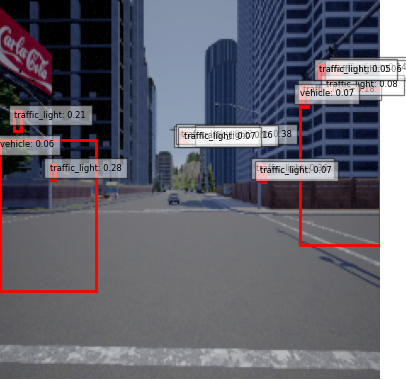 Coca-Cola
traffic_light: 0.05
traffic_light: 0.08
vehicle: 0.07
traffic_light: 0.21
traffic_light: 0.07
vehicle: 0.06
traffic_light: 0.28
traffic_light: 0.07